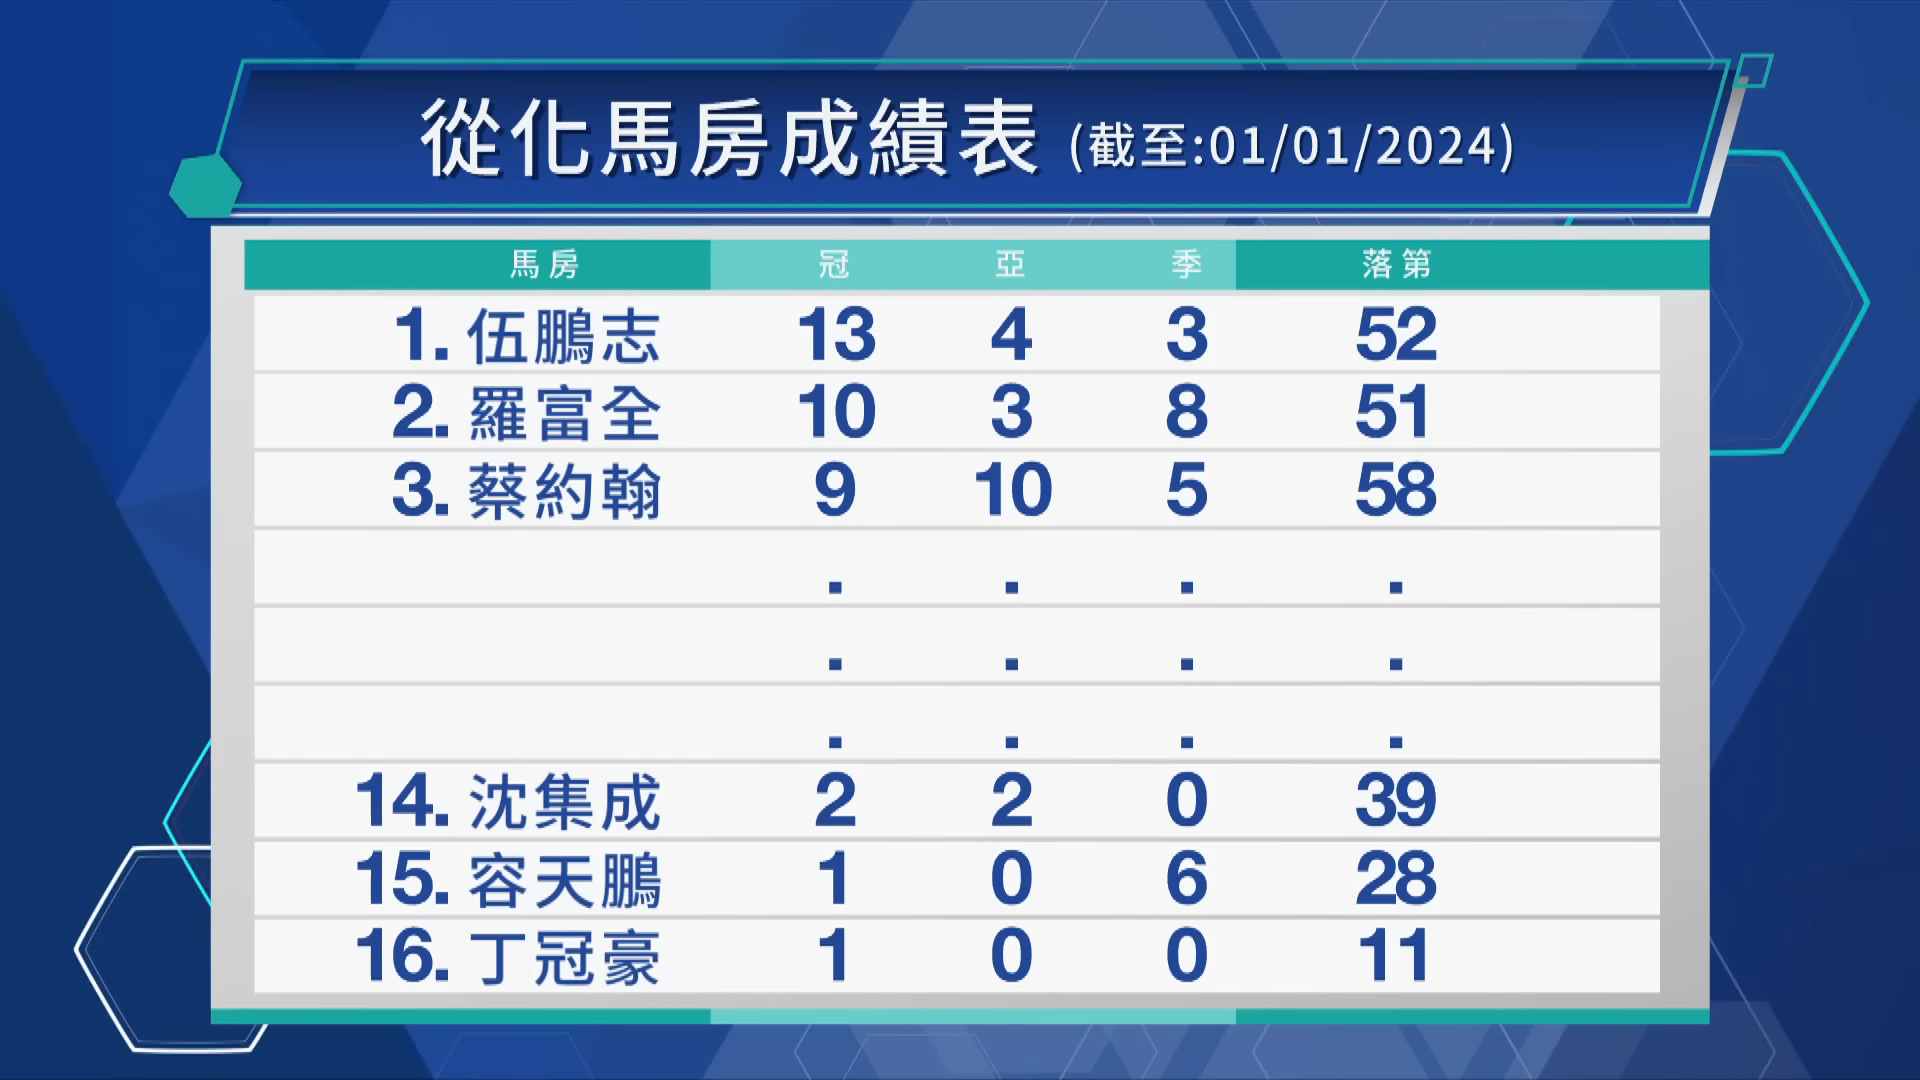 從化馬房成績表 (截至:01/01/2024)
馬房 冠 亞 季 落第
1. 伍鵬志 13 4 3 52
2. 羅富全 10 3 8 51
3. 蔡約翰 9 10 5 58
. . . .
. . . .
. . . .
14. 沈集成 2 2 0 39
15. 容天鵬 1 0 6 28
16. 丁冠豪 1 0 0 11